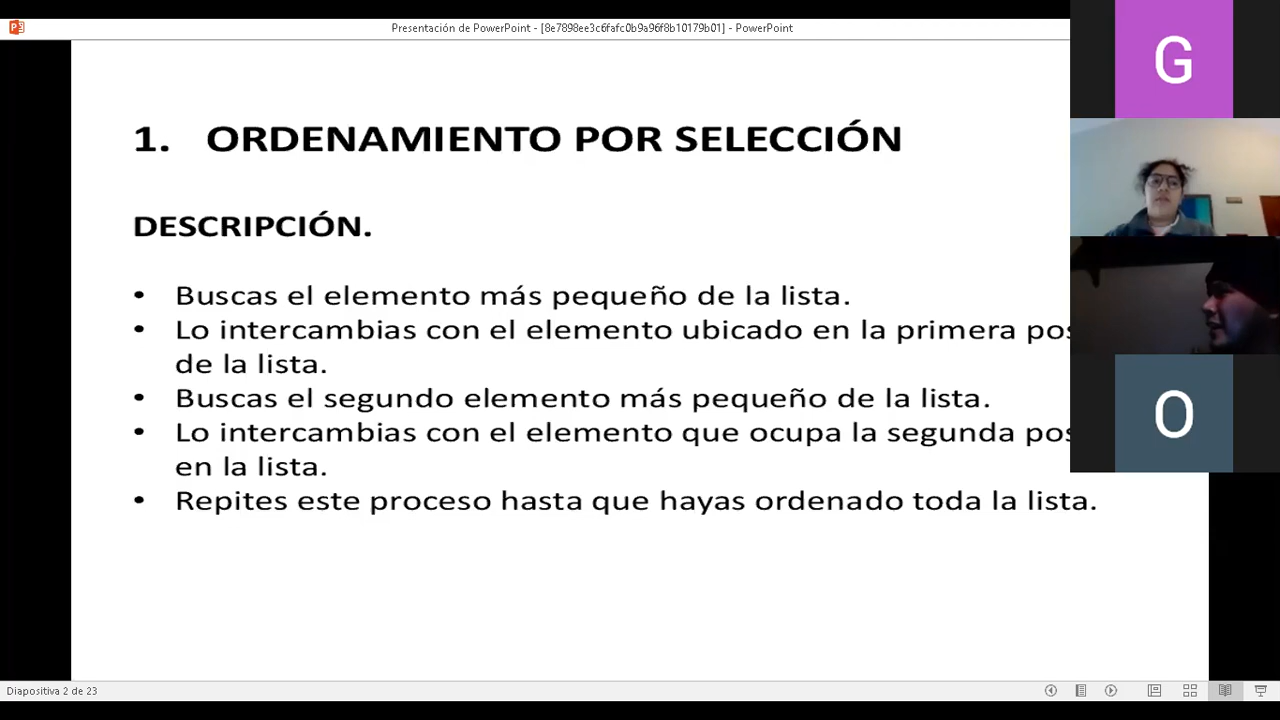 Presentación de PowerPoint - [8e7898ee3c6fafc0b9a96f8b10179b01] - PowerPoint
G
1. ORDENAMIENTO POR SELECCIÓN
DESCRIPCIÓN.
• Buscas el elemento más pequeño de la lista.
• Lo intercambias con el elemento ubicado en la primera
de la lista.
• Buscas el segundo elemento más pequeño de la lista.
• Lo intercambias con el elemento que ocupa la segunda
en la lista.
• Repites este proceso hasta que hayas ordenado toda la lista.
O
Diapositiva 2 de 23